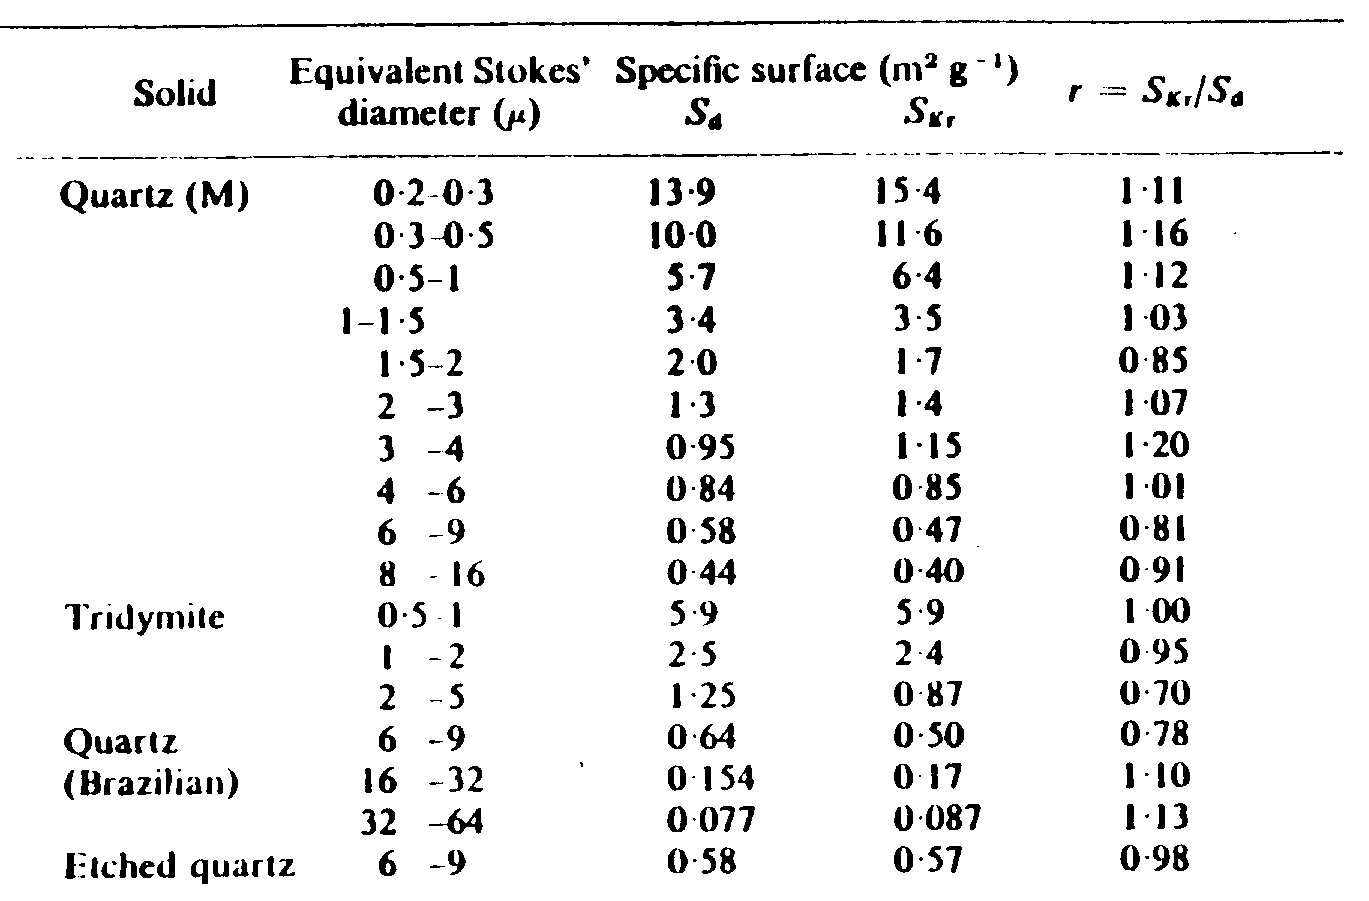 Solid Equivalent Stokes' Specific surface (m² g⁻¹) r = S_Kr/S_d
diameter (μ) S_d S_Kr
Quartz (M) 0·2-0·3 13·9 15·4 1·11
0·3-0·5 10·0 11·6 1·16
0·5-1 5·7 6·4 1·12
1-1·5 3·4 3·5 1·03
1·5-2 2·0 1·7 0·85
2 -3 1·3 1·4 1·07
3 -4 0·95 1·15 1·20
4 -6 0·84 0·85 1·01
6 -9 0·58 0·47 0·81
8 -16 0·44 0·40 0·91
Tridymite 0·5-1 5·9 5·9 1·00
1 -2 2·5 2·4 0·95
2 -5 1·25 0·87 0·70
Quartz 6 -9 0·64 0·50 0·78
(Brazilian) 16 -32 0·154 0·17 1·10
32 -64 0·077 0·087 1·13
Etched quartz 6 -9 0·58 0·57 0·98